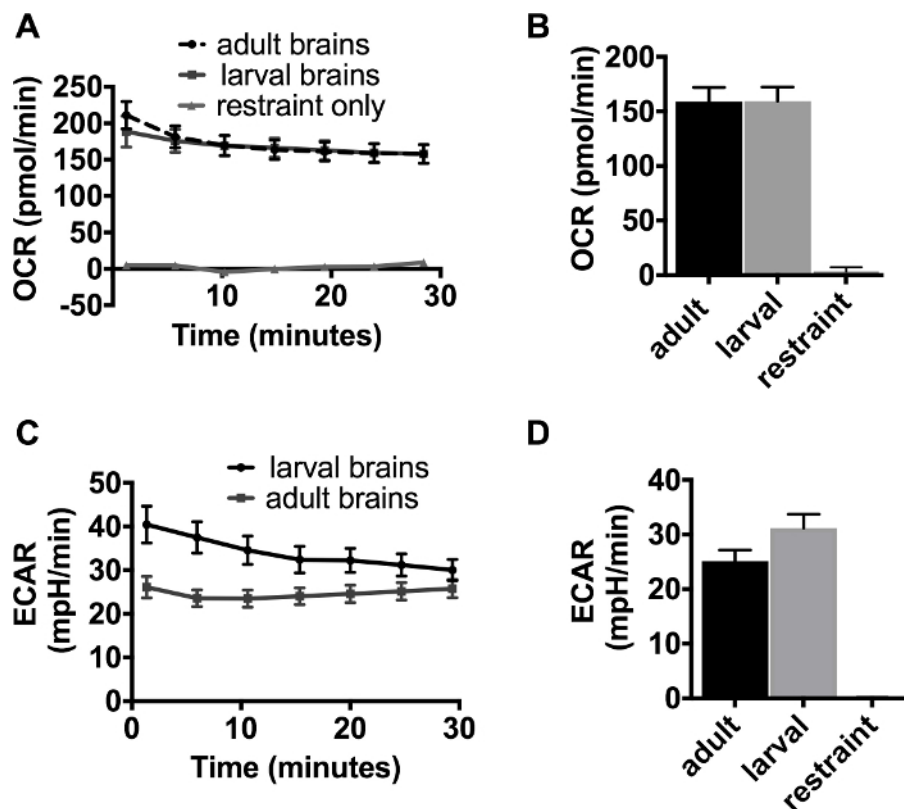 A
adult brains
larval brains
restraint only
OCR (pmol/min)
250
200
150
100
50
0
-50
10
20
30
Time (minutes)
B
OCR (pmol/min)
200
150
100
50
0
adult
larval
restraint
C
larval brains
adult brains
ECAR
(mpH/min)
50
40
30
20
10
0
0
10
20
30
Time (minutes)
D
ECAR
(mpH/min)
40
30
20
10
0
adult
larval
restraint